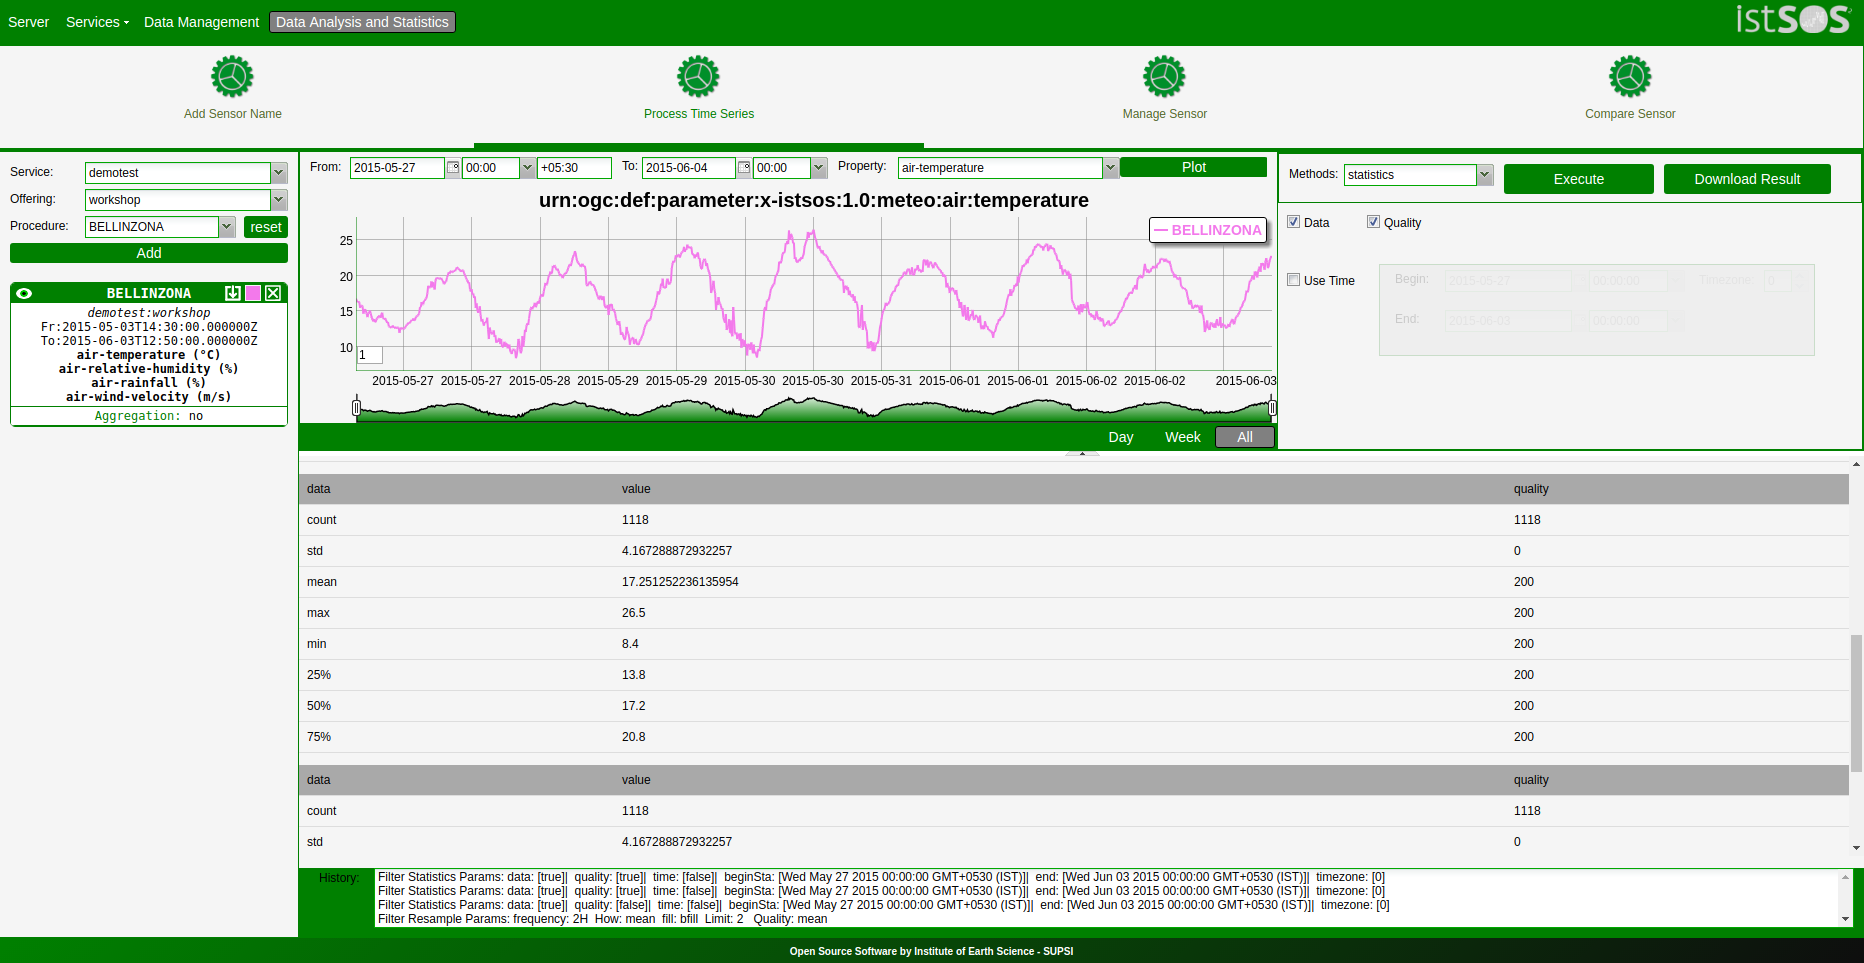 Server Services Data Management Data Analysis and Statistics
istSOS
Add Sensor Name
Process Time Series
Manage Sensor
Compare Sensor
Service: demotest
Offering: workshop
Procedure: BELLINZONA reset
Add
BELLINZONA
demotest:workshop
Fr:2015-05-03T14:30:00.000000Z
To:2015-06-03T12:50:00.000000Z
air-temperature (°C)
air-relative-humidity (%)
air-rainfall (%)
air-wind-velocity (m/s)
Aggregation: no
From: 2015-05-27 00:00 +05:30 To: 2015-06-04 00:00 Property: air-temperature Plot
urn:ogc:def:parameter:x-istsos:1.0:meteo:air:temperature
BELLINZONA
25
20
15
10
1
2015-05-27 2015-05-27 2015-05-28 2015-05-29 2015-05-29 2015-05-30 2015-05-30 2015-05-31 2015-06-01 2015-06-01 2015-06-02 2015-06-02 2015-06-03
Day Week All
Methods: statistics Execute Download Result
Data Quality
Use Time
Begin: 2015-05-27 00:00:00 Timezone 0
End: 2015-06-03 00:00:00
data value quality
count 1118 1118
std 4.167288872932257 0
mean 17.251252236135954 200
max 26.5 200
min 8.4 200
25% 13.8 200
50% 17.2 200
75% 20.8 200
data value quality
count 1118 1118
std 4.167288872932257 0
History:
Filter Statistics Params: data: [true]| quality: [true]| time: [false]| beginSta: [Wed May 27 2015 00:00:00 GMT+0530 (IST)]| end: [Wed Jun 03 2015 00:00:00 GMT+0530 (IST)]| timezone: [0]
Filter Statistics Params: data: [true]| quality: [true]| time: [false]| beginSta: [Wed May 27 2015 00:00:00 GMT+0530 (IST)]| end: [Wed Jun 03 2015 00:00:00 GMT+0530 (IST)]| timezone: [0]
Filter Statistics Params: data: [true]| quality: [false]| time: [false]| beginSta: [Wed May 27 2015 00:00:00 GMT+0530 (IST)]| end: [Wed Jun 03 2015 00:00:00 GMT+0530 (IST)]| timezone: [0]
Filter Resample Params: frequency: 2H How: mean fill: bfill Limit: 2 Quality: mean
Open Source Software by Institute of Earth Science - SUPSI